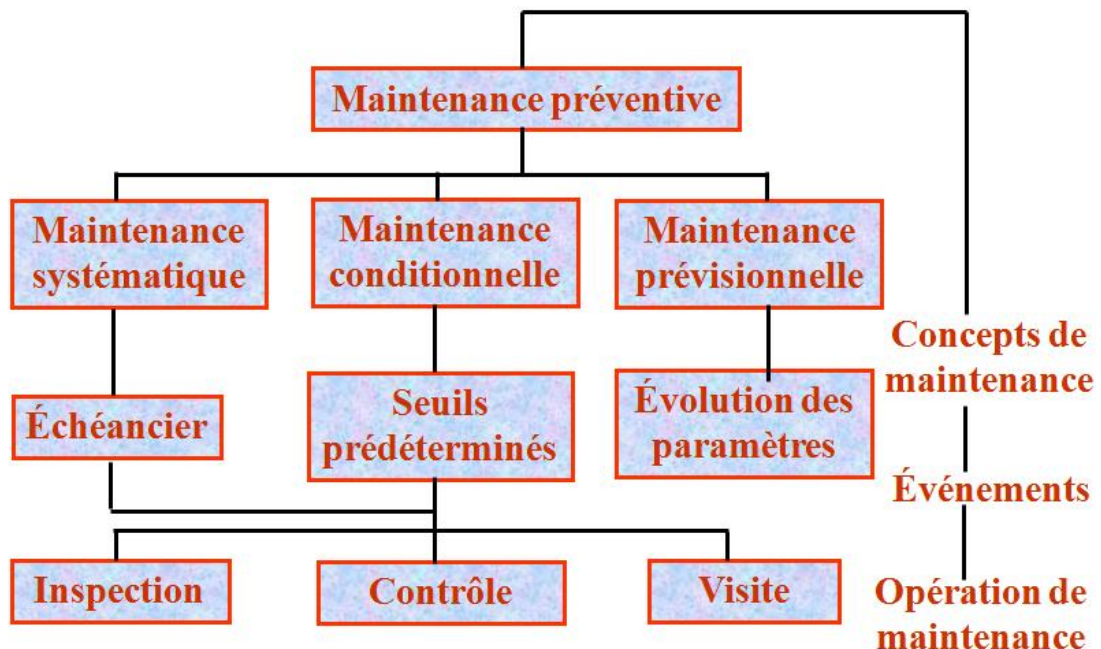 Maintenance préventive
Maintenance
systématique
Maintenance
conditionnelle
Maintenance
prévisionnelle
Concepts de
maintenance
Échéancier
Seuils
prédéterminés
Évolution des
paramètres
Événements
Inspection
Contrôle
Visite
Opération de
maintenance